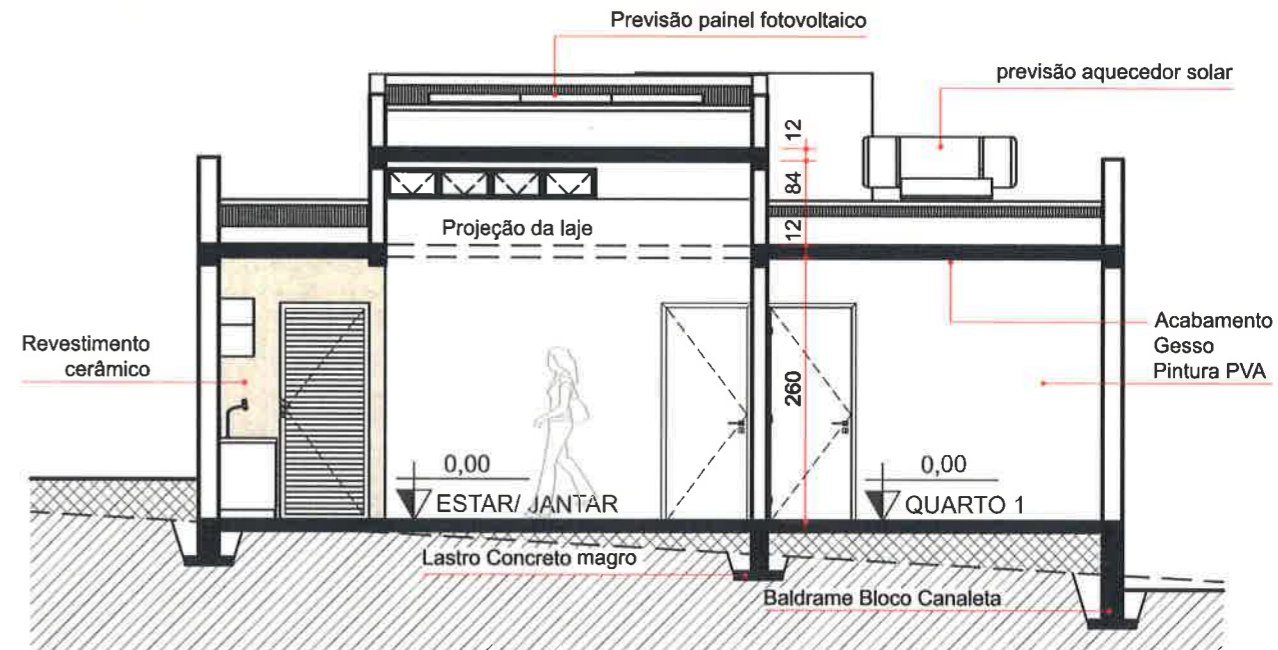 Previsão painel fotovoltaico
previsão aquecedor solar
12
84
12
Projeção da laje
Revestimento
cerâmico
260
Acabamento
Gesso
Pintura PVA
0,00
ESTAR/ JANTAR
0,00
QUARTO 1
Lastro Concreto magro
Baldrame Bloco Canaleta